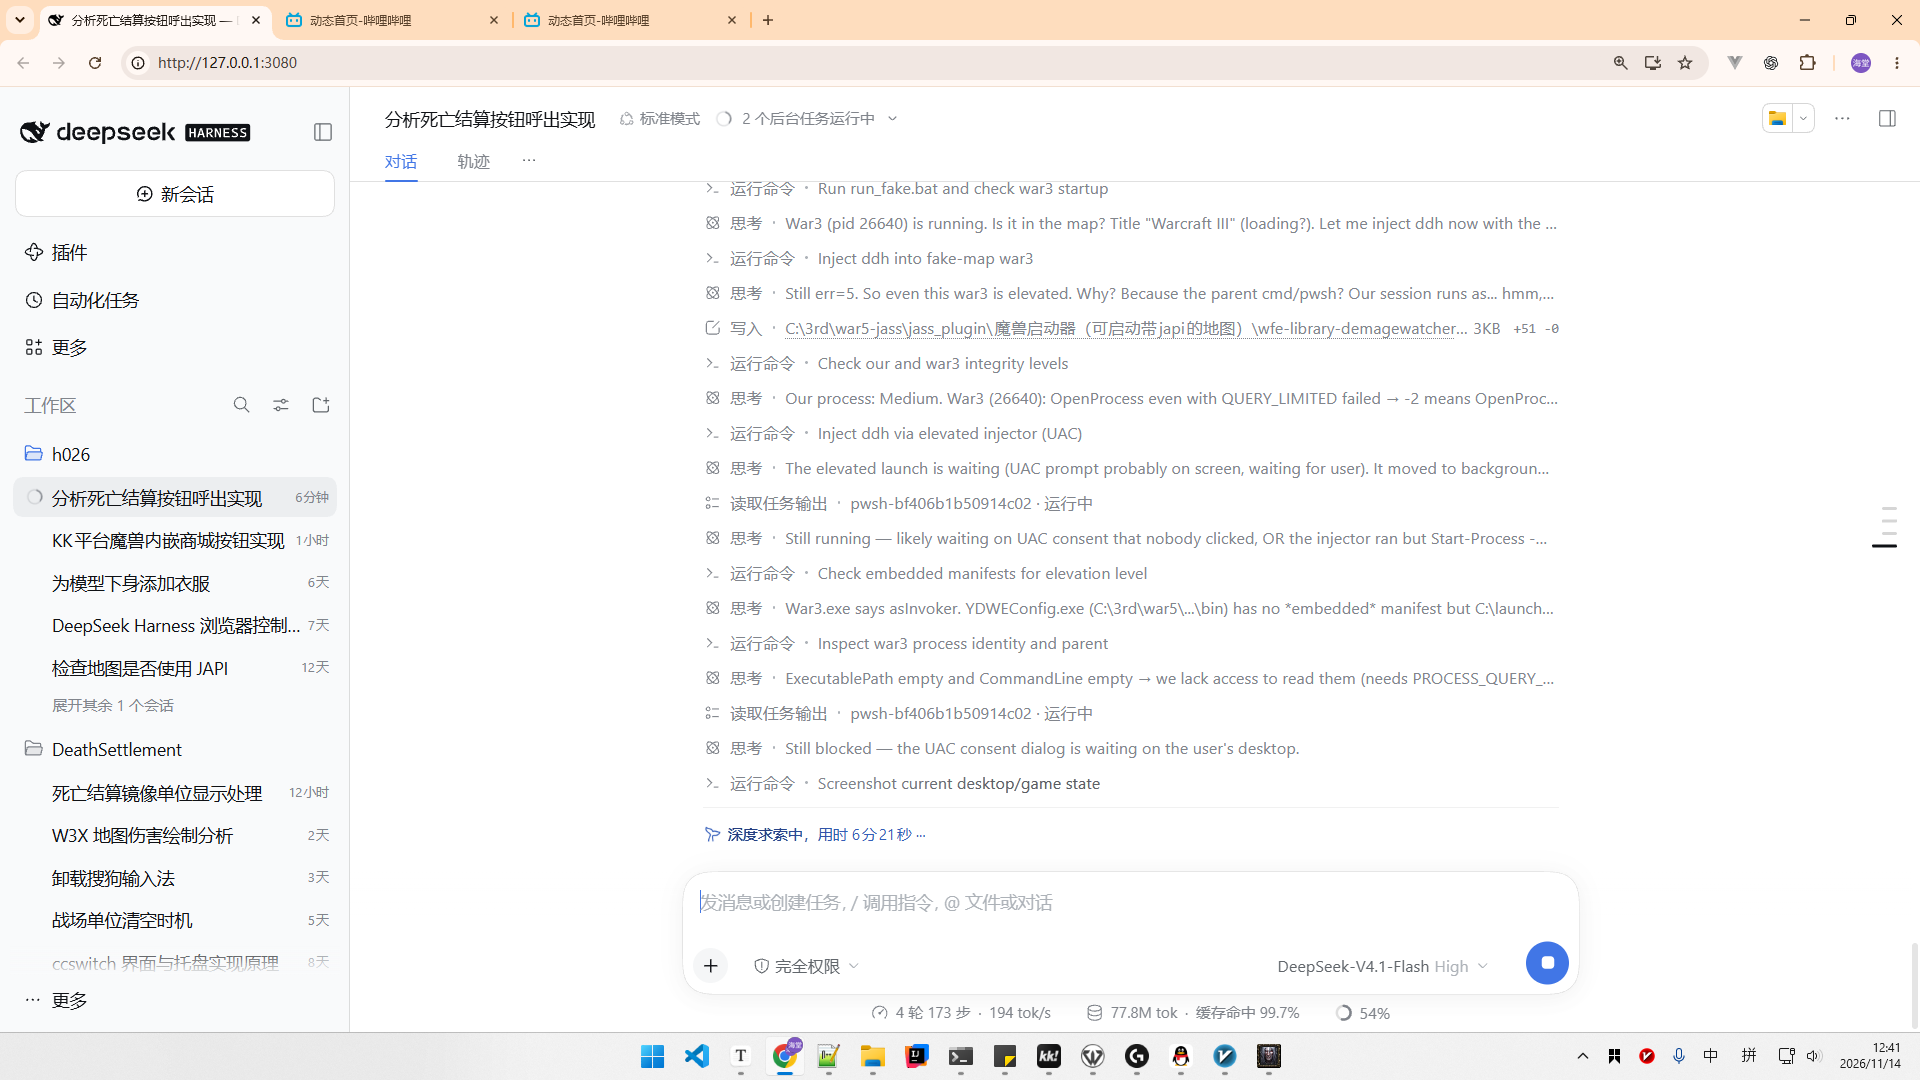 分析死亡结算按钮呼出实现 —
动态首页-哔哩哔哩
动态首页-哔哩哔哩
http://127.0.0.1:3080
海堂
deepseek HARNESS
新会话
插件
自动化任务
更多
工作区
h026
分析死亡结算按钮呼出实现 6分钟
KK平台魔兽内嵌商城按钮实现 1小时
为模型下身添加衣服 6天
DeepSeek Harness 浏览器控制... 7天
检查地图是否使用 JAPI 12天
展开其余 1 个会话
DeathSettlement
死亡结算镜像单位显示处理 12小时
W3X 地图伤害绘制分析 2天
卸载搜狗输入法 3天
战场单位清空时机 5天
ccswitch 界面与托盘实现原理 8天
更多
分析死亡结算按钮呼出实现 标准模式 2 个后台任务运行中
对话 轨迹 ...
运行命令 · Run run_fake.bat and check war3 startup
思考 · War3 (pid 26640) is running. Is it in the map? Title "Warcraft III" (loading?). Let me inject ddh now with the ...
运行命令 · Inject ddh into fake-map war3
思考 · Still err=5. So even this war3 is elevated. Why? Because the parent cmd/pwsh? Our session runs as... hmm,...
写入 · C:\3rd\war5-jass\jass_plugin\魔兽启动器（可启动带japi的地图）\wfe-library-demagewatcher... 3KB +51 -0
运行命令 · Check our and war3 integrity levels
思考 · Our process: Medium. War3 (26640): OpenProcess even with QUERY_LIMITED failed → -2 means OpenProc...
运行命令 · Inject ddh via elevated injector (UAC)
思考 · The elevated launch is waiting (UAC prompt probably on screen, waiting for user). It moved to backgroun...
读取任务输出 · pwsh-bf406b1b50914c02 · 运行中
思考 · Still running — likely waiting on UAC consent that nobody clicked, OR the injector ran but Start-Process -...
运行命令 · Check embedded manifests for elevation level
思考 · War3.exe says asInvoker. YDWEConfig.exe (C:\3rd\war5\...\bin) has no *embedded* manifest but C:\launch...
运行命令 · Inspect war3 process identity and parent
思考 · ExecutablePath empty and CommandLine empty → we lack access to read them (needs PROCESS_QUERY_...
读取任务输出 · pwsh-bf406b1b50914c02 · 运行中
思考 · Still blocked — the UAC consent dialog is waiting on the user's desktop.
运行命令 · Screenshot current desktop/game state
深度求索中，用时 6分21秒 ...
发消息或创建任务, / 调用指令, @ 文件或对话
完全权限
DeepSeek-V4.1-Flash High
4 轮 173 步 · 194 tok/s 77.8M tok · 缓存命中 99.7% 54%
T
海堂
kk!
中
拼
12:41
2026/11/14